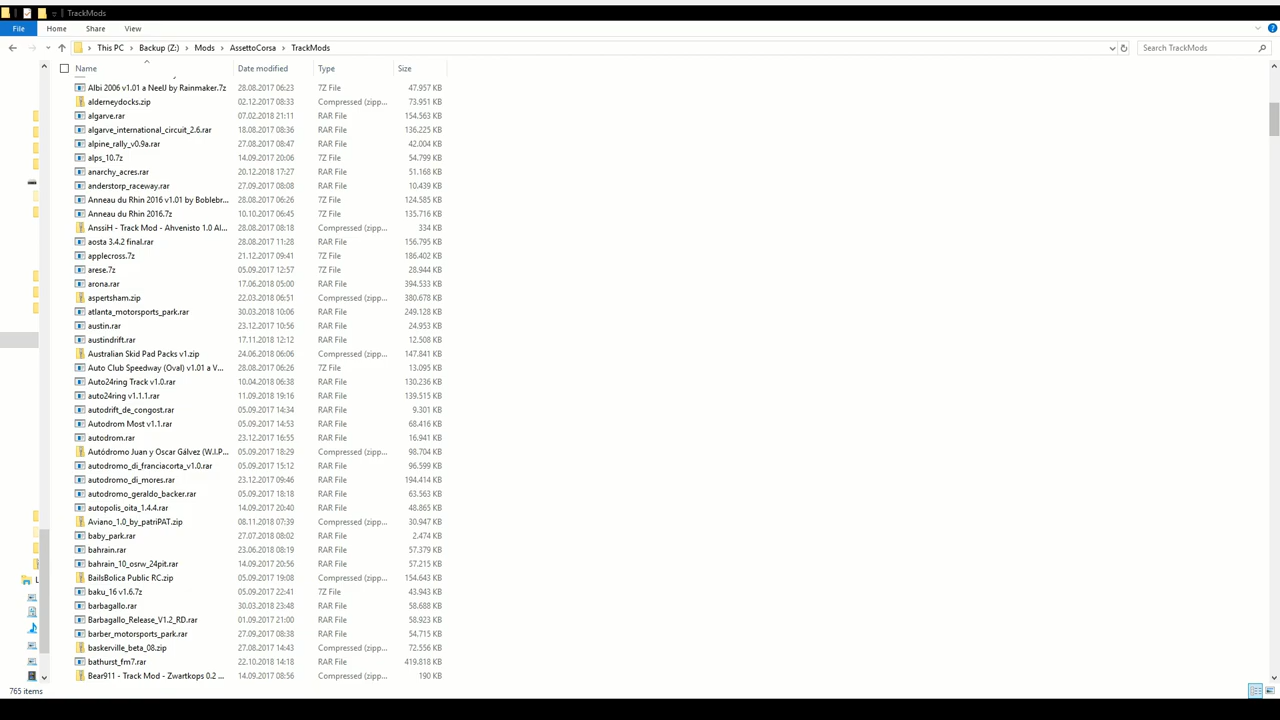 TrackMods
File Home Share View
This PC > Backup (Z:) > Mods > AssettoCorsa > TrackMods Search TrackMods
Name Date modified Type Size
Albi 2006 v1.01 a NeelJ by Rainmaker.7z 28.08.2017 06:23 7Z File 47.957 KB
alderneydocks.zip 02.12.2017 08:33 Compressed (zipp... 73.951 KB
algarve.rar 07.02.2018 21:11 RAR File 154.563 KB
algarve_international_circuit_2.6.rar 18.08.2017 08:36 RAR File 136.225 KB
alpine_rally_v0.9a.rar 27.08.2017 08:47 RAR File 42.004 KB
alps_10.7z 14.09.2017 20:06 7Z File 54.799 KB
anarchy_acres.rar 20.12.2018 17:27 RAR File 51.168 KB
anderstorp_raceway.rar 27.09.2017 08:08 RAR File 10.439 KB
Anneau du Rhin 2016 v1.01 by Boblebr... 28.08.2017 06:26 7Z File 124.585 KB
Anneau du Rhin 2016.7z 10.10.2017 06:45 7Z File 135.716 KB
AnssiH - Track Mod - Ahvenisto 1.0 Al... 28.08.2017 08:18 Compressed (zipp... 334 KB
aosta 3.4.2 final.rar 28.08.2017 11:28 RAR File 156.795 KB
applecross.7z 21.12.2017 09:41 7Z File 186.402 KB
arese.7z 05.09.2017 12:57 7Z File 28.944 KB
arona.rar 17.06.2018 05:00 RAR File 394.533 KB
aspertsham.zip 22.03.2018 06:51 Compressed (zipp... 380.678 KB
atlanta_motorsports_park.rar 30.03.2018 10:06 RAR File 249.128 KB
austin.rar 23.12.2017 10:56 RAR File 24.953 KB
austindrift.rar 17.11.2018 12:12 RAR File 12.508 KB
Australian Skid Pad Packs v1.zip 24.06.2018 06:06 Compressed (zipp... 147.841 KB
Auto Club Speedway (Oval) v1.01 a V... 28.08.2017 06:26 7Z File 13.095 KB
Auto24ring Track v1.0.rar 10.04.2018 06:38 RAR File 130.236 KB
auto24ring v1.1.1.rar 11.09.2018 19:16 RAR File 139.515 KB
autodrift_de_congost.rar 05.09.2017 14:34 RAR File 9.301 KB
Autodrom Most v1.1.rar 05.09.2017 14:53 RAR File 68.416 KB
autodrom.rar 23.12.2017 16:55 RAR File 16.941 KB
Autódromo Juan y Oscar Gálvez (W.I.P... 05.09.2017 18:29 Compressed (zipp... 98.704 KB
autodromo_di_franciacorta_v1.0.rar 05.09.2017 15:12 RAR File 96.599 KB
autodromo_di_mores.rar 23.12.2017 09:46 RAR File 194.414 KB
autodromo_geraldo_backer.rar 05.09.2017 18:18 RAR File 63.563 KB
autopolis_oita_1.4.4.rar 14.09.2017 20:40 RAR File 48.865 KB
Aviano_1.0_by_patriPAT.zip 08.11.2018 07:39 Compressed (zipp... 30.947 KB
baby_park.rar 27.07.2018 08:02 RAR File 2.474 KB
bahrain.rar 23.06.2018 08:19 RAR File 57.379 KB
bahrain_10_osrw_24pit.rar 14.09.2017 20:56 RAR File 57.215 KB
BailsBolica Public RC.zip 05.09.2017 19:08 Compressed (zipp... 154.643 KB
baku_16 v1.6.7z 05.09.2017 22:41 7Z File 43.943 KB
barbagallo.rar 30.03.2018 23:48 RAR File 58.688 KB
Barbagallo_Release_V1.2_RD.rar 01.09.2017 21:00 RAR File 58.923 KB
barber_motorsports_park.rar 27.09.2017 08:38 RAR File 54.715 KB
baskerville_beta_08.zip 27.08.2017 14:43 Compressed (zipp... 72.556 KB
bathurst_fm7.rar 22.10.2018 14:18 RAR File 419.818 KB
Bear911 - Track Mod - Zwartkops 0.2 ... 14.09.2017 08:56 Compressed (zipp... 190 KB
765 items